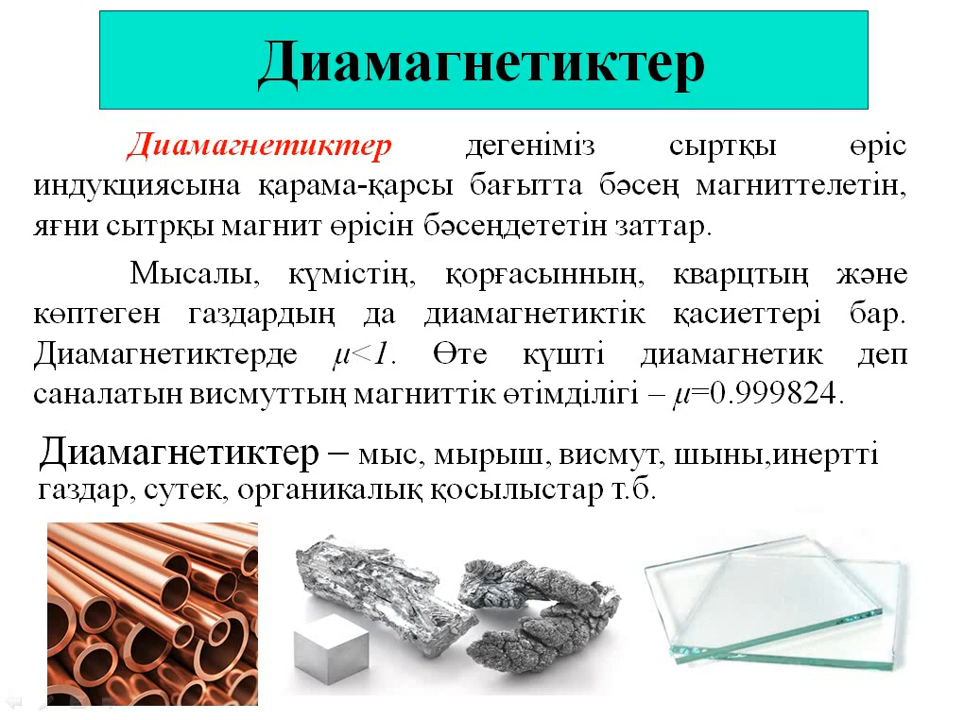 Диамагнетиктер
Диамагнетиктер дегеніміз сыртқы өріс
индукциясына қарама-қарсы бағытта бәсең магниттелетін,
яғни сытрқы магнит өрісін бәсеңдететін заттар.
Мысалы, күмістің, қорғасынның, кварцтың және
көптеген газдардың да диамагнетиктік қасиеттері бар.
Диамагнетиктерде μ<1. Өте күшті диамагнетик деп
саналатын висмуттың магниттік өтімділігі – μ=0.999824.
Диамагнетиктер – мыс, мырыш, висмут, шыны,инертті
газдар, сутек, органикалық қосылыстар т.б.